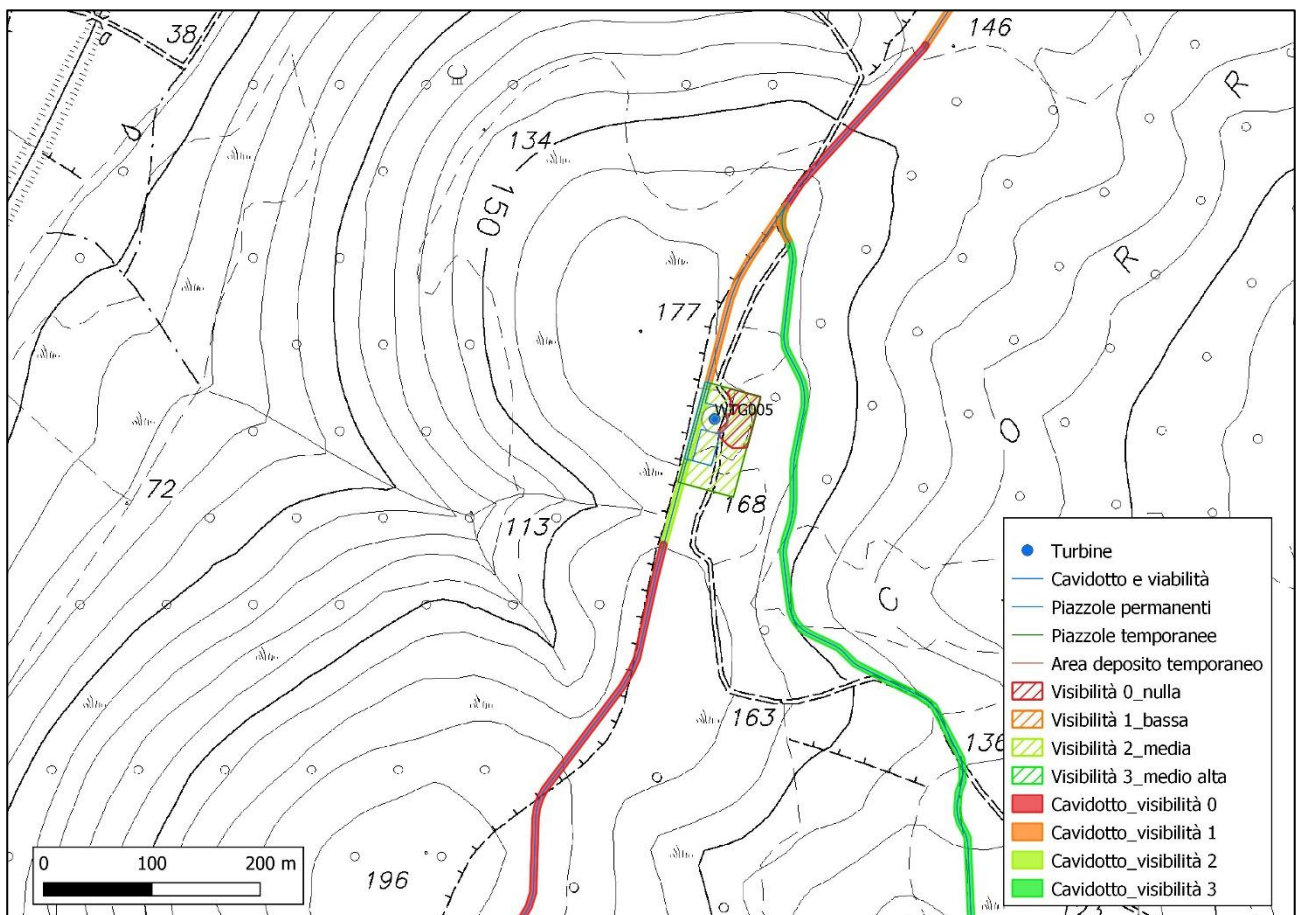 38
146
134
150
R
R
177
O
WTG005
72
113
168
C
163
136
196
Turbine
Cavidotto e viabilità
Piazzole permanenti
Piazzole temporanee
Area deposito temporaneo
Visibilità 0_nulla
Visibilità 1_bassa
Visibilità 2_media
Visibilità 3_medio alta
Cavidotto_visibilità 0
Cavidotto_visibilità 1
Cavidotto_visibilità 2
Cavidotto_visibilità 3
0 100 200 m